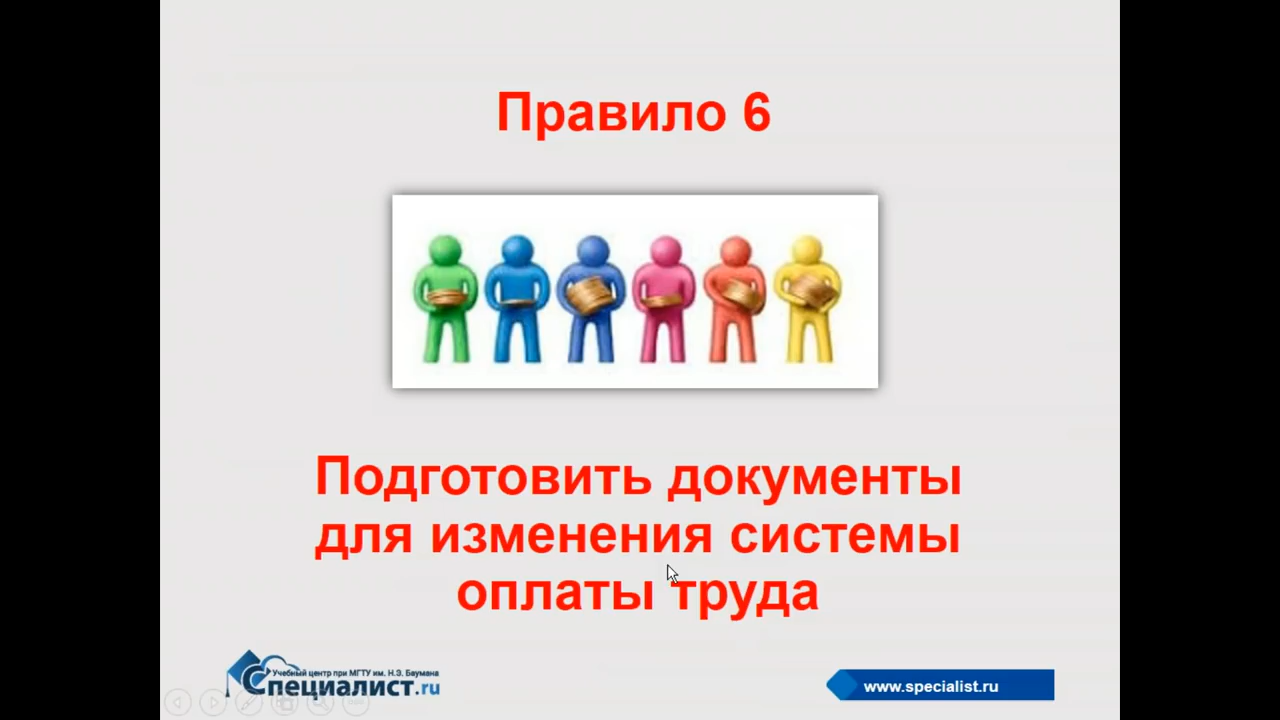 Правило 6
Подготовить документы
для изменения системы
оплаты труда
Учебный центр при МГТУ им. Н.Э. Баумана
Специалист.ru
www.specialist.ru